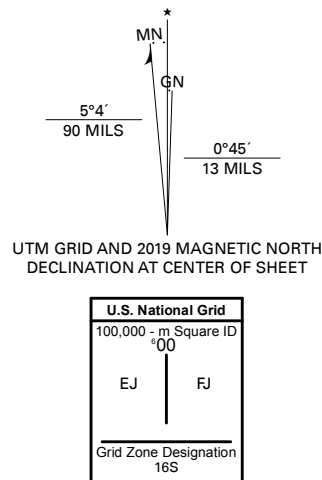 ★
MN
GN
5°4´
90 MILS
0°45´
13 MILS
UTM GRID AND 2019 MAGNETIC NORTH
DECLINATION AT CENTER OF SHEET
U.S. National Grid
100,000 - m Square ID
⁶00
EJ FJ
Grid Zone Designation
16S